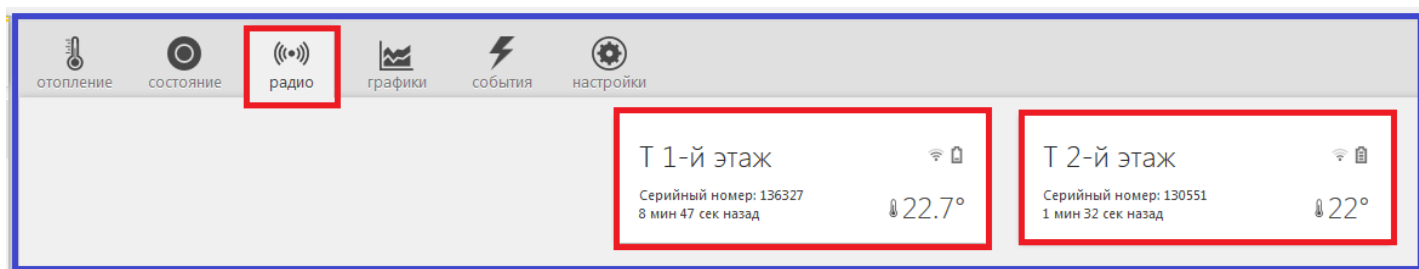 отопление состояние радио графики события настройки
Т 1-й этаж
Серийный номер: 136327
8 мин 47 сек назад
22.7°
Т 2-й этаж
Серийный номер: 130551
1 мин 32 сек назад
22°